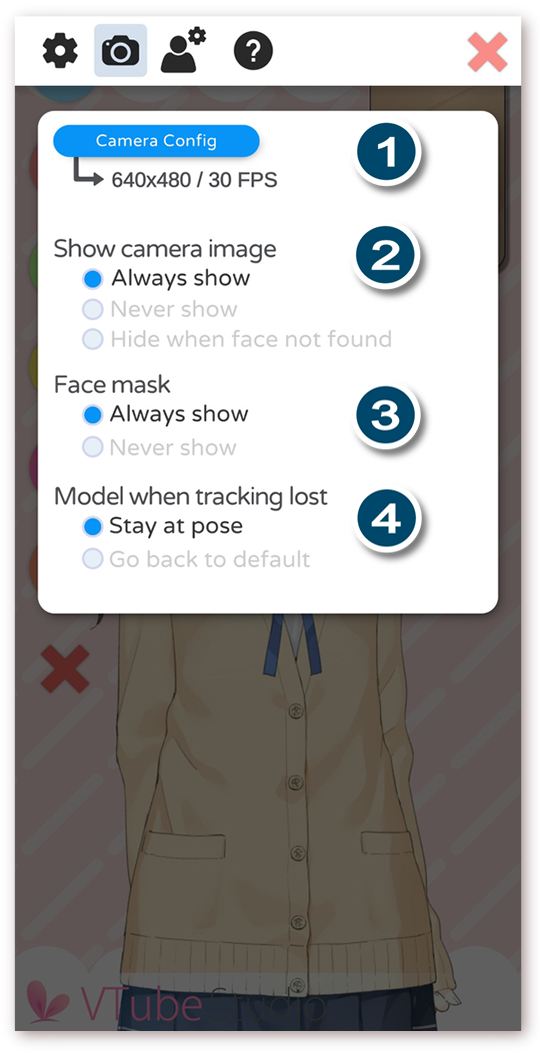 ?
Camera Config
1
640x480 / 30 FPS
Show camera image
2
Always show
Never show
Hide when face not found
Face mask
3
Always show
Never show
Model when tracking lost
4
Stay at pose
Go back to default
VTube Studio